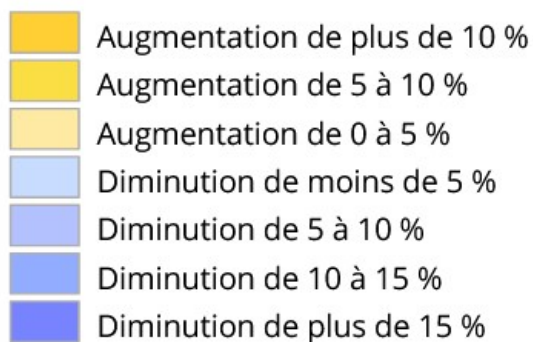 Augmentation de plus de 10 %
Augmentation de 5 à 10 %
Augmentation de 0 à 5 %
Diminution de moins de 5 %
Diminution de 5 à 10 %
Diminution de 10 à 15 %
Diminution de plus de 15 %